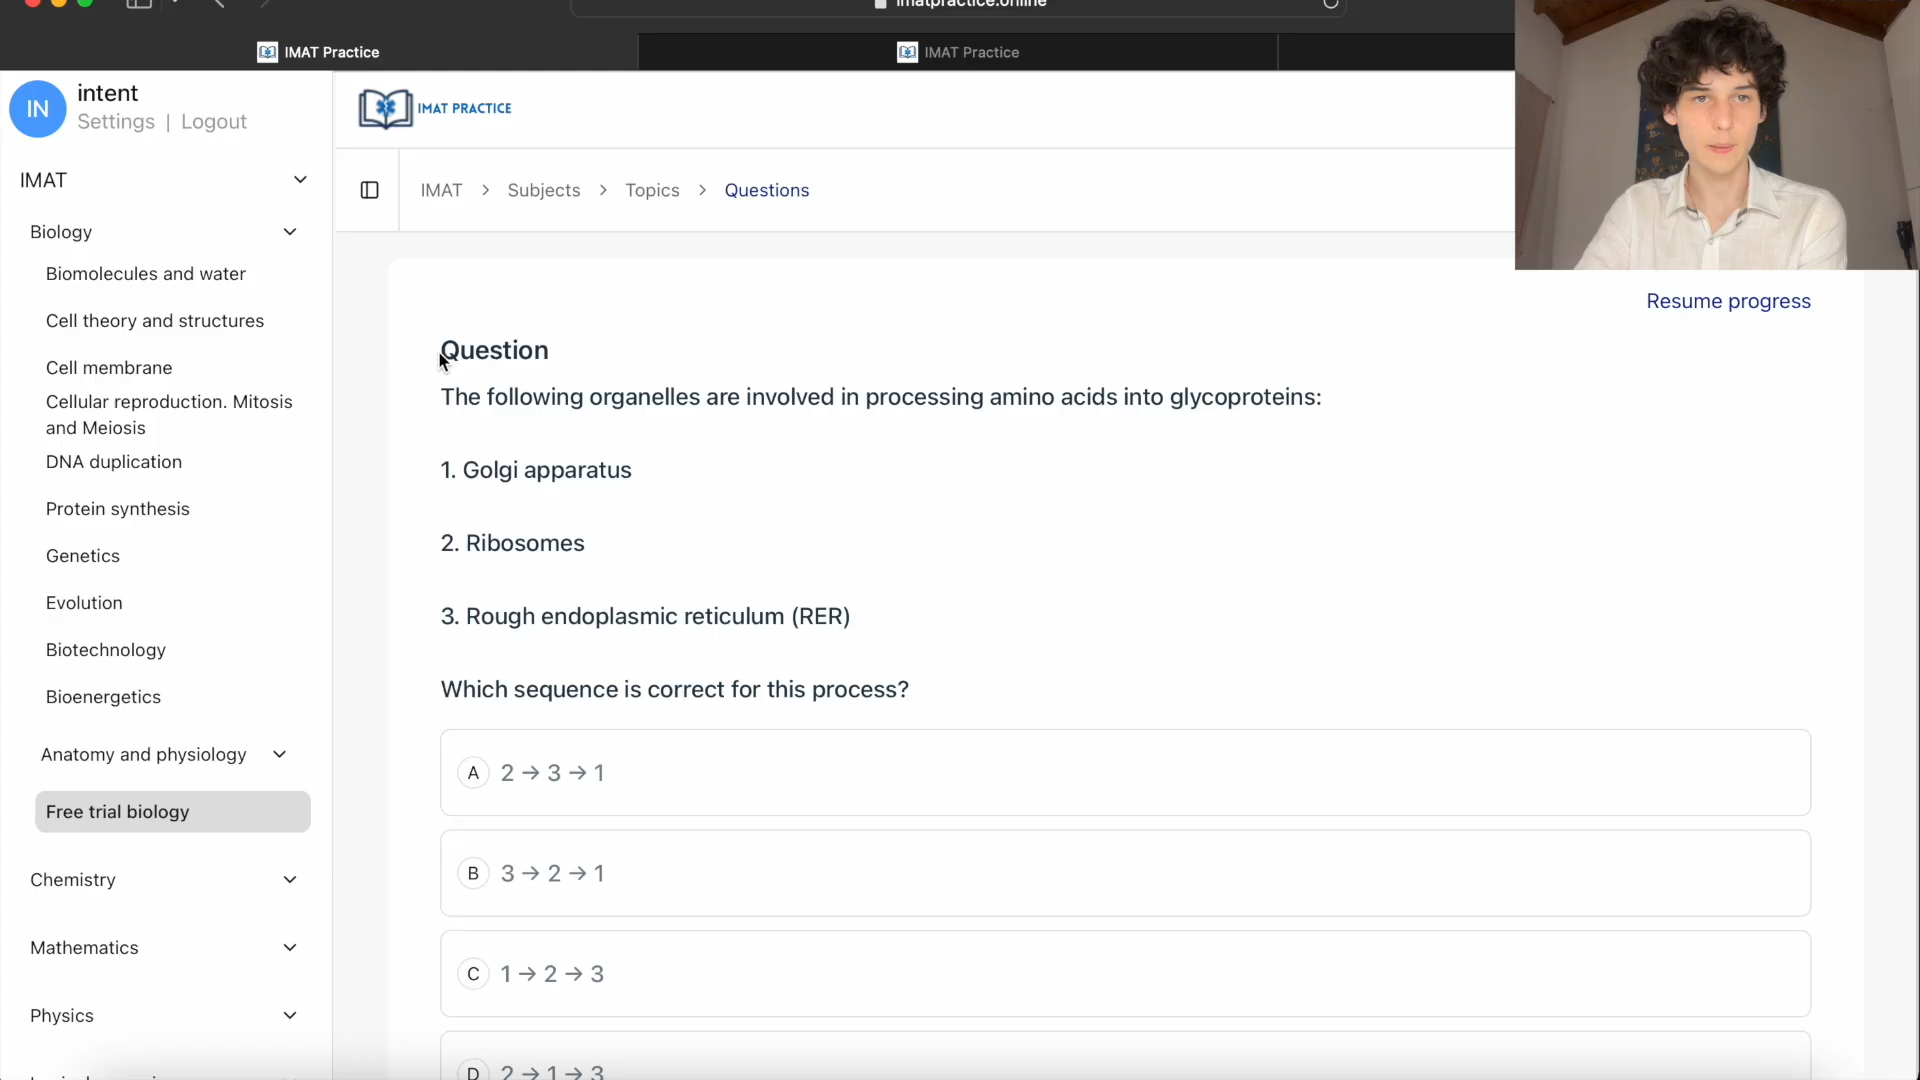 imatpractice.online
IMAT Practice
IMAT Practice
IN
intent
Settings | Logout
IMAT
Biology
Biomolecules and water
Cell theory and structures
Cell membrane
Cellular reproduction. Mitosis
and Meiosis
DNA duplication
Protein synthesis
Genetics
Evolution
Biotechnology
Bioenergetics
Anatomy and physiology
Free trial biology
Chemistry
Mathematics
Physics
IMAT PRACTICE
IMAT > Subjects > Topics > Questions
Resume progress
Question
The following organelles are involved in processing amino acids into glycoproteins:
1. Golgi apparatus
2. Ribosomes
3. Rough endoplasmic reticulum (RER)
Which sequence is correct for this process?
A 2 → 3 → 1
B 3 → 2 → 1
C 1 → 2 → 3
D 2 → 1 → 3